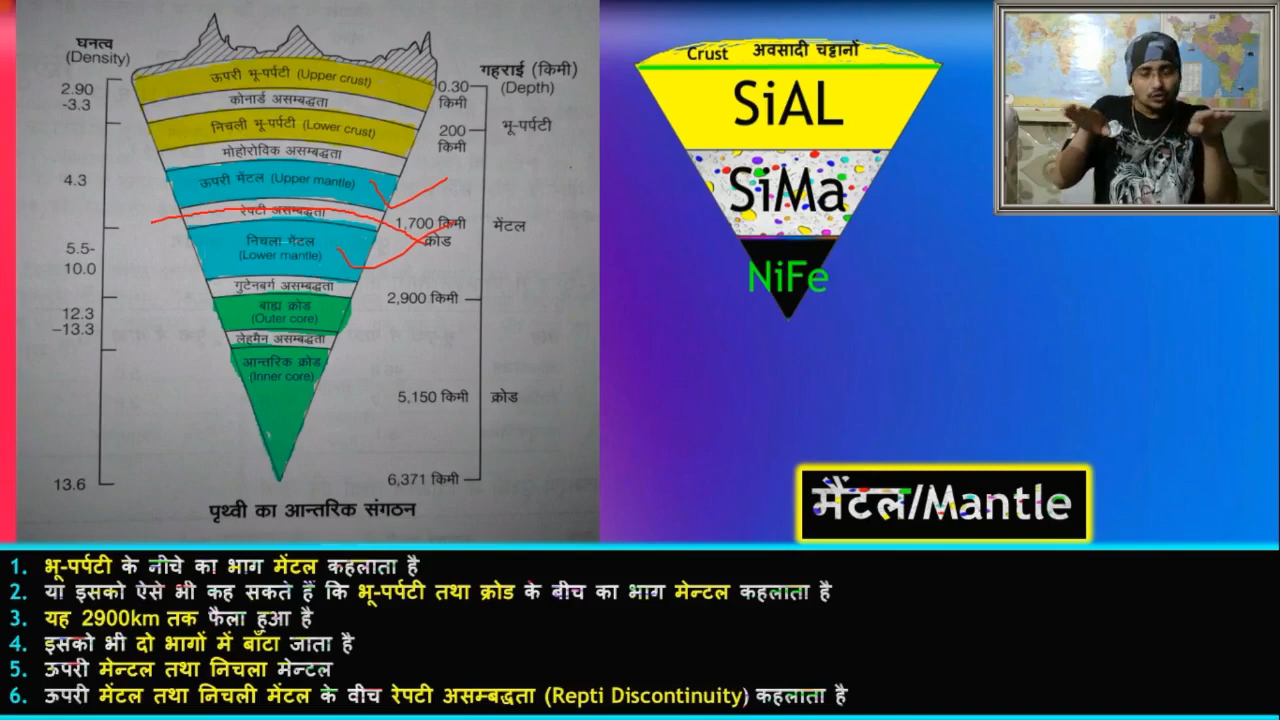 घनत्व
(Density)
2.90
-3.3
4.3
5.5-
10.0
12.3
–13.3
13.6
ऊपरी भू-पर्पटी (Upper crust)
कोनार्ड असम्बद्धता
निचली भू-पर्पटी (Lower crust)
मोहोरोविक असम्बद्धता
ऊपरी मेंटल (Upper mantle)
रेपटी असम्बद्धता
निचला मेंटल
(Lower mantle)
गुटेनबर्ग असम्बद्धता
बाह्य क्रोड
(Outer core)
लेहमैन असम्बद्धता
आन्तरिक क्रोड
(Inner core)
गहराई (किमी)
(Depth)
0.30
किमी
200
किमी
भू-पर्पटी
1,700 किमी
क्रोड
मेंटल
2,900 किमी
5,150 किमी
क्रोड
6,371 किमी
पृथ्वी का आन्तरिक संगठन
Crust अवसादी चट्टानों
SiAL
SiMa
NiFe
मैंटल/Mantle
1. भू-पर्पटी के नीचे का भाग मेंटल कहलाता है
2. या इसको ऐसे भी कह सकते हैं कि भू-पर्पटी तथा क्रोड के बीच का भाग मेन्टल कहलाता है
3. यह 2900km तक फैला हुआ है
4. इसको भी दो भागों में बाँटा जाता है
5. ऊपरी मेन्टल तथा निचला मेन्टल
6. ऊपरी मेंटल तथा निचली मेंटल के वीच रेपटी असम्बद्धता (Repti Discontinuity) कहलाता है